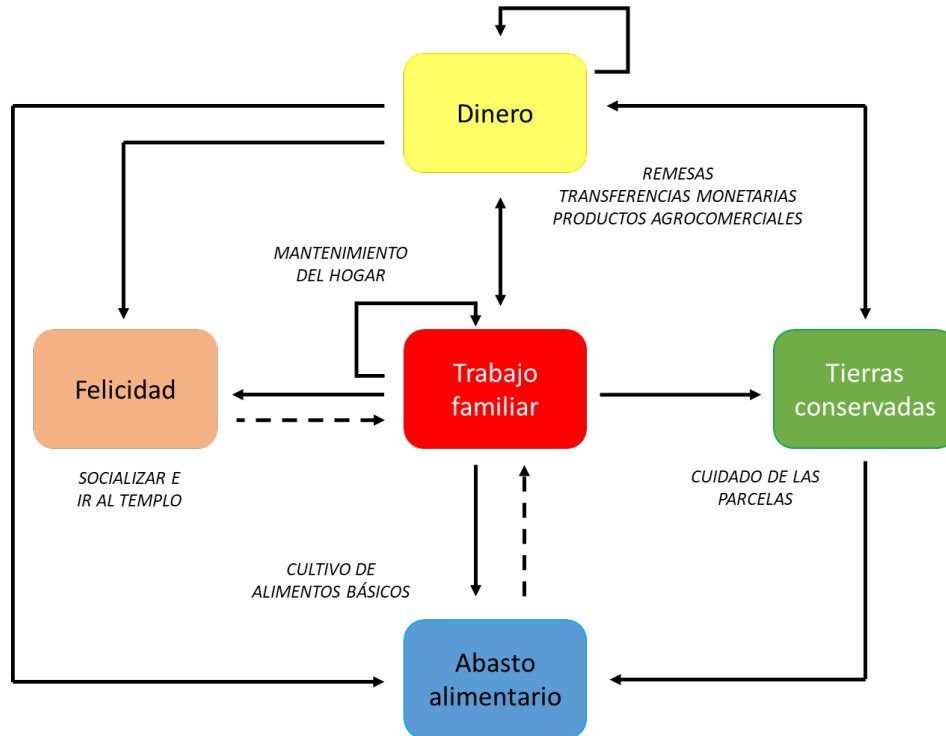 Dinero
REMESAS
TRANSFERENCIAS MONETARIAS
PRODUCTOS AGROCOMERCIALES
MANTENIMIENTO
DEL HOGAR
Felicidad
Trabajo
familiar
Tierras
conservadas
SOCIALIZAR E
IR AL TEMPLO
CUIDADO DE LAS
PARCELAS
CULTIVO DE
ALIMENTOS BÁSICOS
Abasto
alimentario